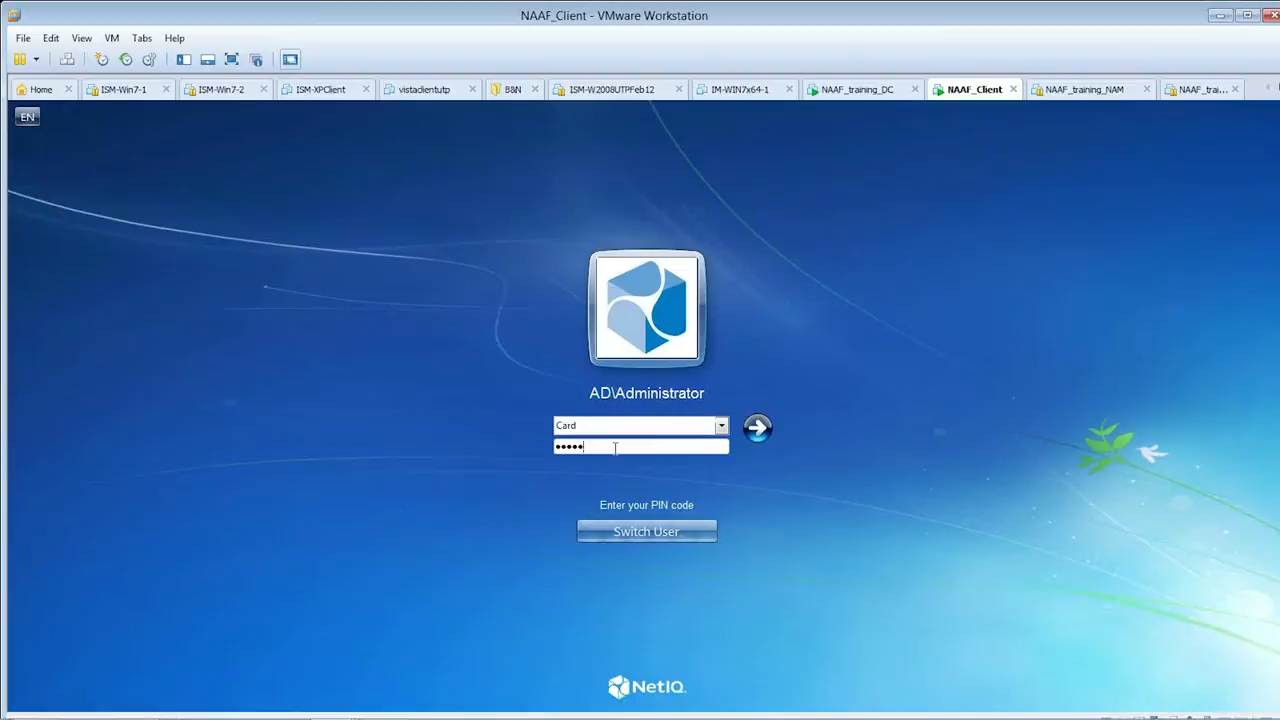 NAAF_Client - VMware Workstation
File Edit View VM Tabs Help
Home ISM-Win7-1 ISM-Win7-2 ISM-XPClient vistaclientutp B&N ISM-W2008UTPFeb12 IM-WIN7x64-1 NAAF_training_DC NAAF_Client NAAF_training_NAM NAAF_trai...
EN
AD\Administrator
Card
•••••
Enter your PIN code
Switch User
NetIQ.